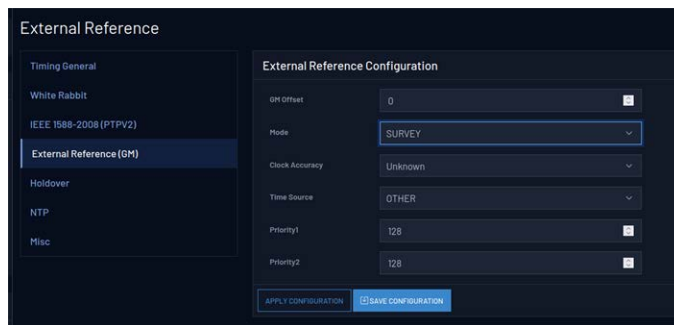 External Reference
Timing General
White Rabbit
IEEE 1588-2008 (PTPV2)
External Reference (GM)
Holdover
NTP
Misc
External Reference Configuration
GM Offset 0
Mode SURVEY
Clock Accuracy Unknown
Time Source OTHER
Priority1 128
Priority2 128
APPLY CONFIGURATION SAVE CONFIGURATION